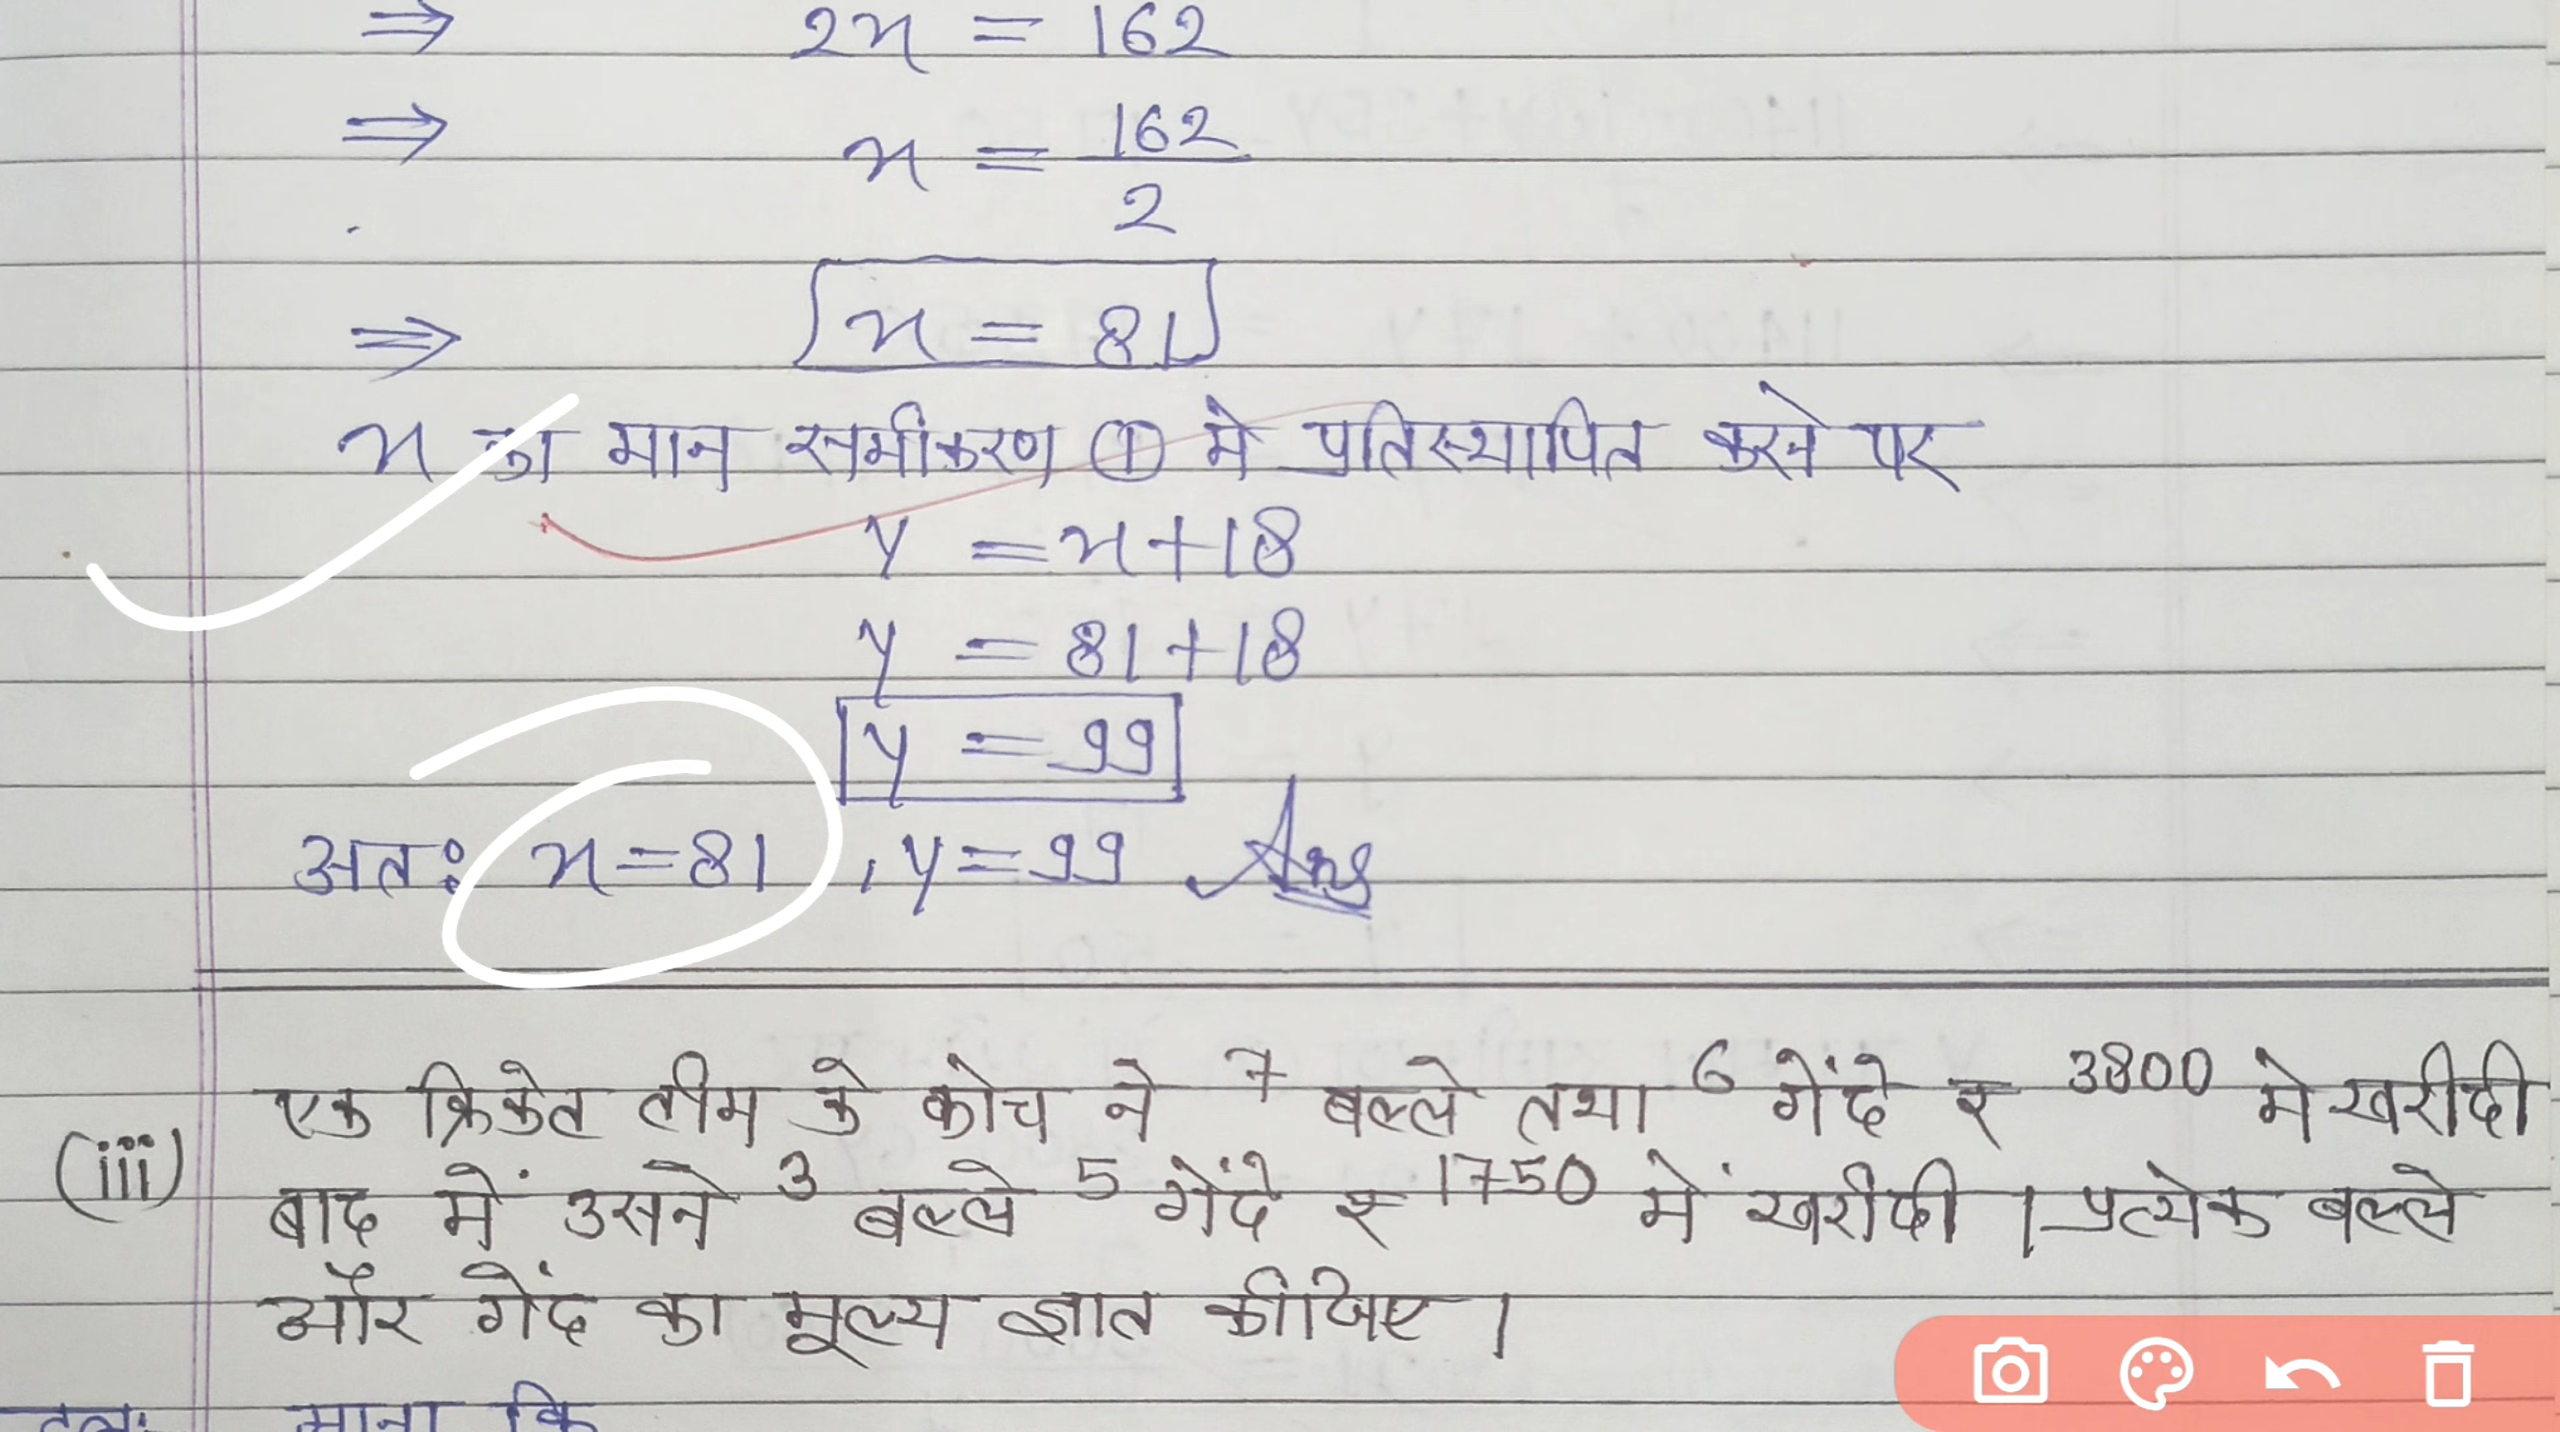 ⇒ 2x = 162
⇒ x = 162/2
⇒ x = 81
x का मान समीकरण ① मे प्रतिस्थापित करने पर
y = x+18
y = 81+18
y = 99
अतः x=81 , y=99 Ans
(iii) एक क्रिकेट टीम के कोच ने 7 बल्ले तथा 6 गेंदे ₹ 3800 मे खरीदी
बाद में उसने 3 बल्ले 5 गेंदे ₹ 1750 में खरीदी । प्रत्येक बल्ले
और गेंद का मूल्य ज्ञात कीजिए ।
हल: माना कि